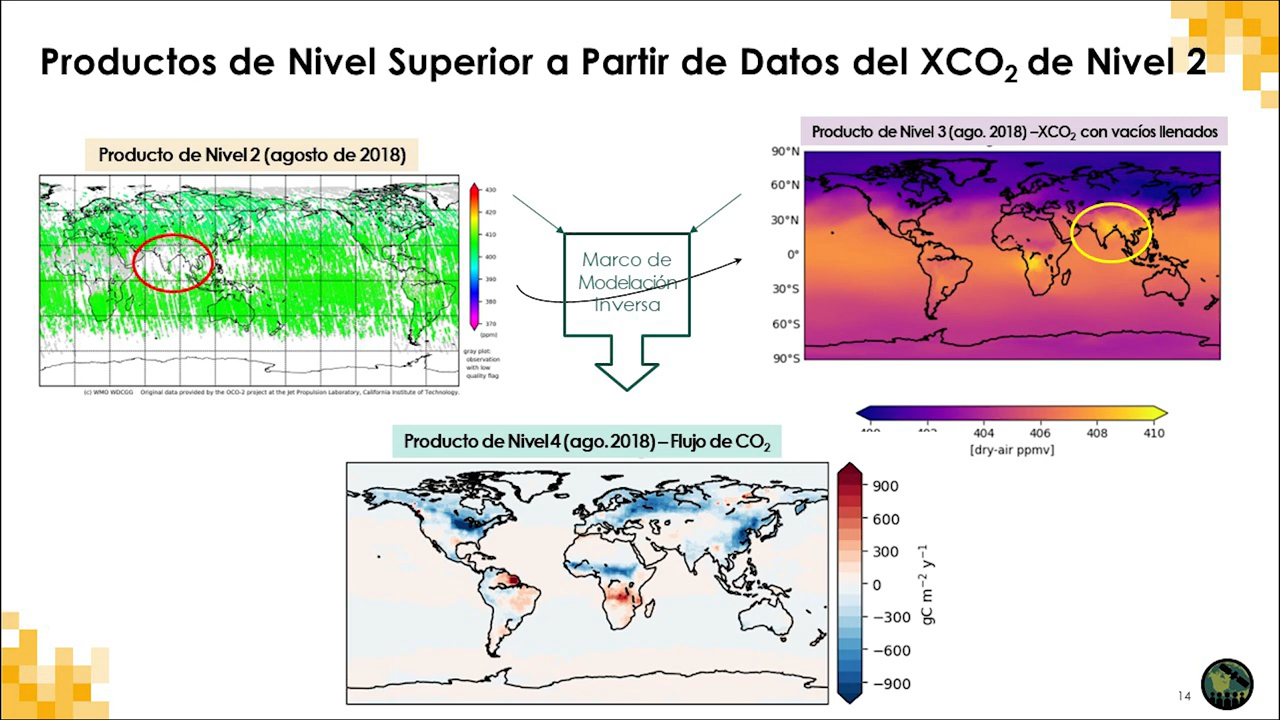 Productos de Nivel Superior a Partir de Datos del XCO2 de Nivel 2
Producto de Nivel 2 (agosto de 2018)
430
420
410
400
390
380
370
(ppm)
gray plot:
observation
with low
quality flag
(c) WMO WDCGG Original data provided by the OCO-2 project at the Jet Propulsion Laboratory, California Institute of Technology.
Marco de
Modelación
Inversa
Producto de Nivel 3 (ago. 2018) –XCO2 con vacíos llenados
90°N
60°N
30°N
0°
30°S
60°S
90°S
404
406
408
410
[dry-air ppmv]
Producto de Nivel 4 (ago. 2018) – Flujo de CO2
900
600
300
0
−300
−600
−900
gC m−2 y−1
14